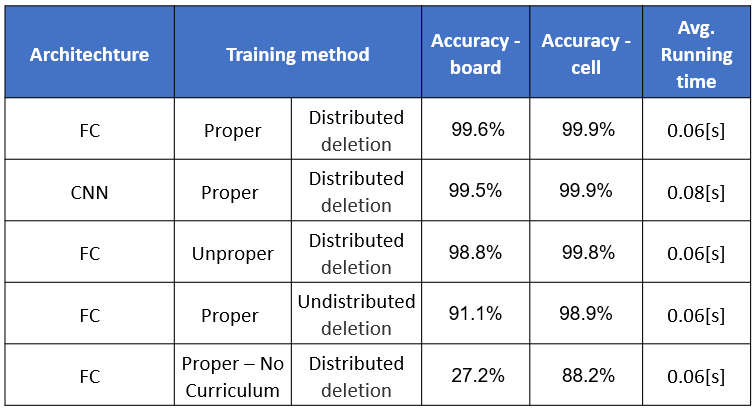 Architechture Training method Accuracy - board Accuracy - cell Avg. Running time
FC Proper Distributed deletion 99.6% 99.9% 0.06[s]
CNN Proper Distributed deletion 99.5% 99.9% 0.08[s]
FC Unproper Distributed deletion 98.8% 99.8% 0.06[s]
FC Proper Undistributed deletion 91.1% 98.9% 0.06[s]
FC Proper – No Curriculum Distributed deletion 27.2% 88.2% 0.06[s]